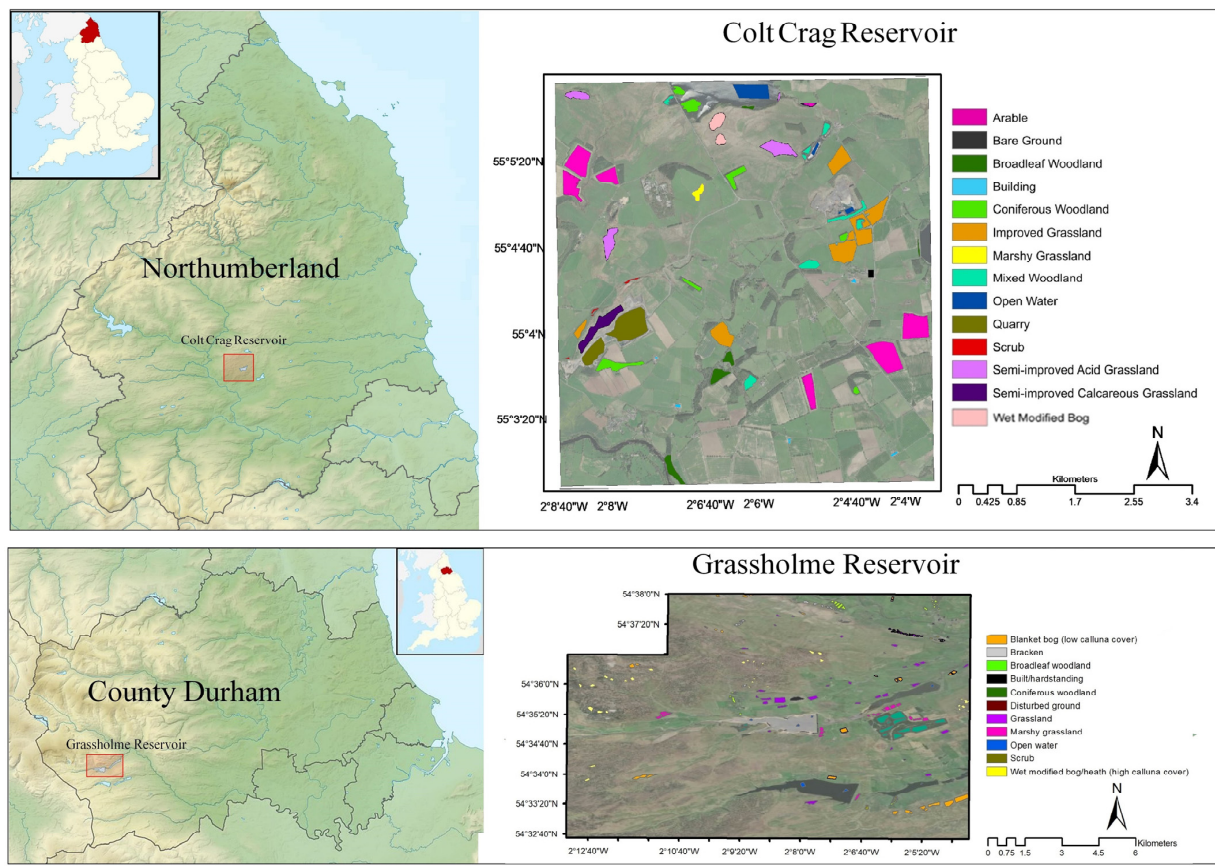 Colt Crag Reservoir
Northumberland
Colt Crag Reservoir
55°5'20"N
55°4'40"N
55°4'N
55°3'20"N
2°8'40"W 2°8'W 2°6'40"W 2°6'W 2°4'40"W 2°4'W
Arable
Bare Ground
Broadleaf Woodland
Building
Coniferous Woodland
Improved Grassland
Marshy Grassland
Mixed Woodland
Open Water
Quarry
Scrub
Semi-improved Acid Grassland
Semi-improved Calcareous Grassland
Wet Modified Bog
N
Kilometers
0 0.425 0.85 1.7 2.55 3.4
Grassholme Reservoir
County Durham
Grassholme Reservoir
54°38'0"N
54°37'20"N
54°36'0"N
54°35'20"N
54°34'40"N
54°34'0"N
54°33'20"N
54°32'40"N
2°12'40"W 2°10'40"W 2°9'20"W 2°8'0"W 2°6'40"W 2°5'20"W
Blanket bog (low calluna cover)
Bracken
Broadleaf woodland
Built/hardstanding
Coniferous woodland
Disturbed ground
Grassland
Marshy grassland
Open water
Scrub
Wet modified bog/heath (high calluna cover)
N
Kilometers
0 0.75 1.5 3 4.5 6